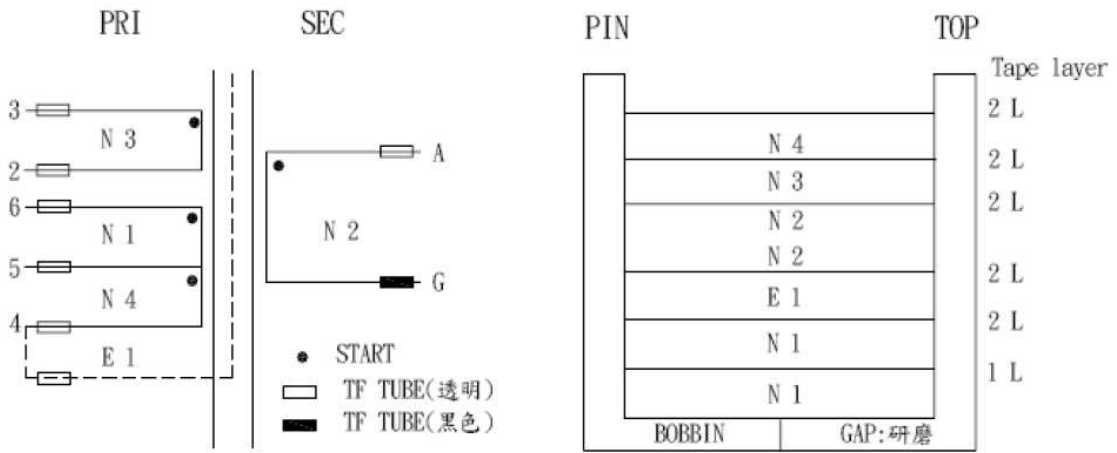 PRI
SEC
3
N 3
2
6
N 1
5
N 4
4
E 1
A
N 2
G
START
TF TUBE(透明)
TF TUBE(黑色)
PIN
TOP
Tape layer
2 L
N 4
2 L
N 3
2 L
N 2
N 2
2 L
E 1
2 L
N 1
1 L
N 1
BOBBIN
GAP:研磨